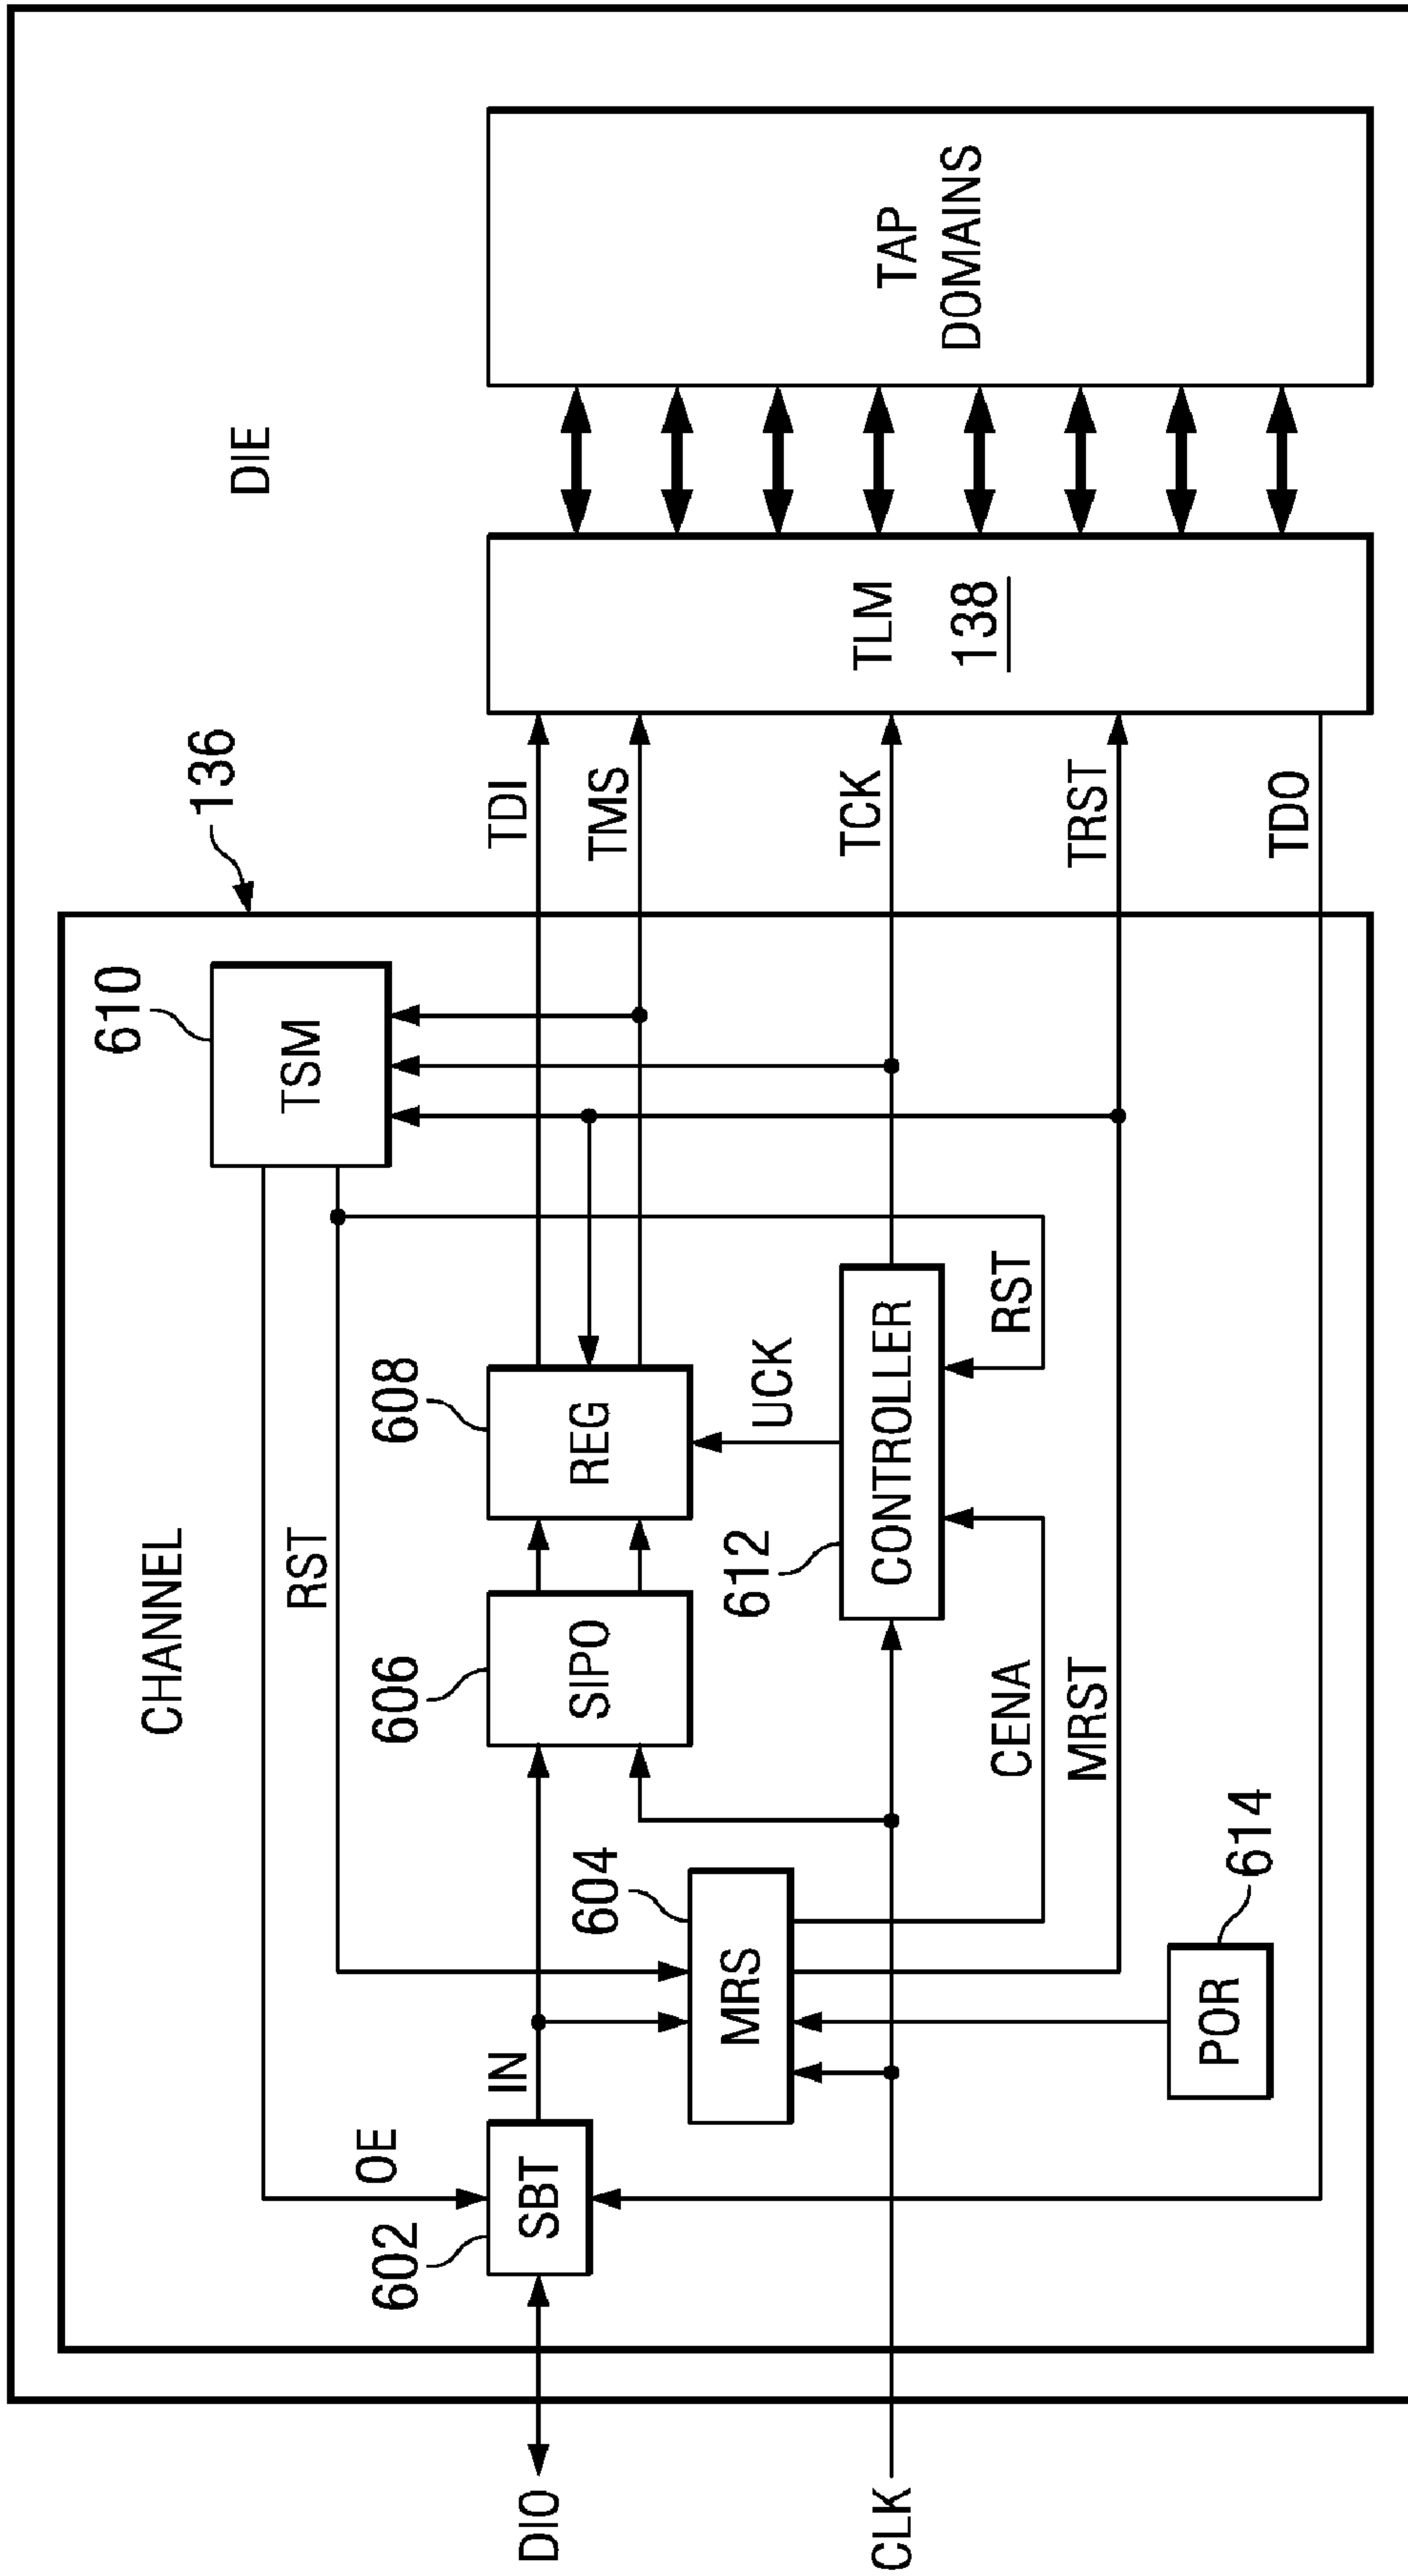 DIE
136
CHANNEL
610
TSM
RST
OE
602
SBT
IN
DIO
606
SIPO
608
REG
TDI
TMS
604
MRS
UCK
612
CONTROLLER
TCK
CLK
CENA
RST
MRST
TRST
614
POR
TDO
TLM
138
TAP
DOMAINS